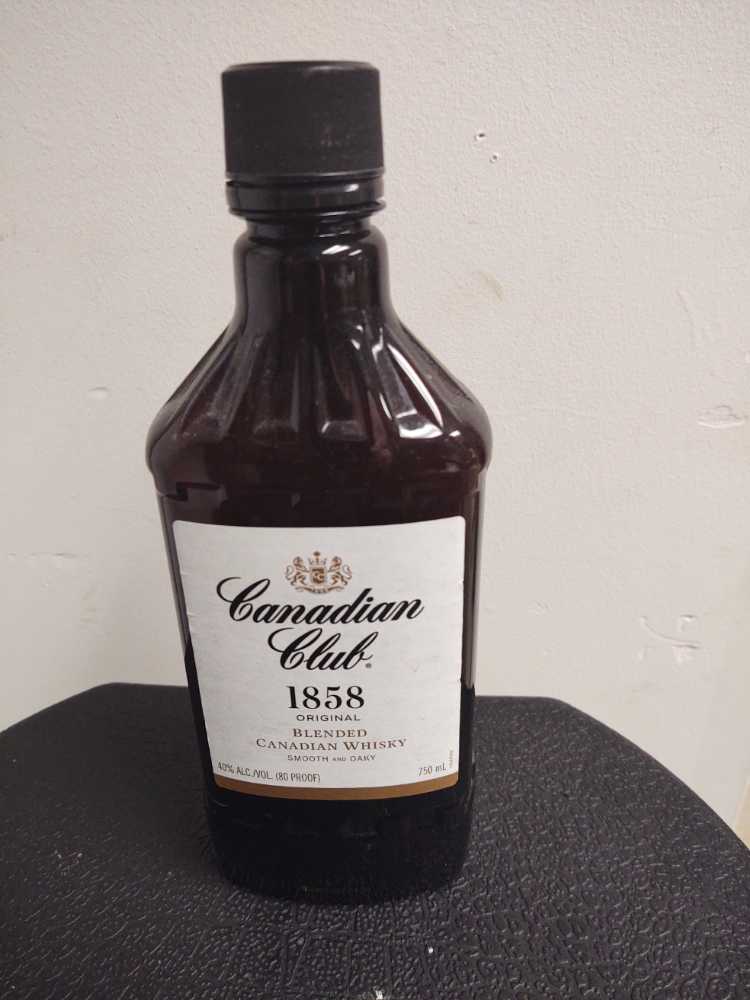 Canadian
Club®
1858
ORIGINAL
BLENDED
CANADIAN WHISKY
SMOOTH AND OAKY
40% ALC./VOL. (80 PROOF) 750 mL